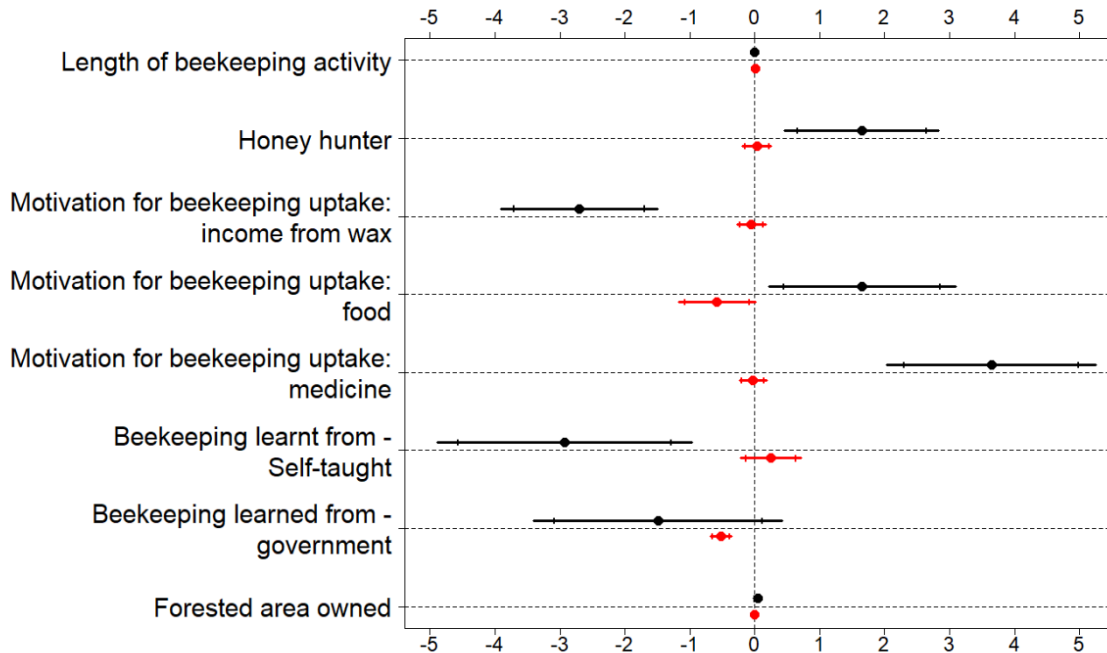 -5 -4 -3 -2 -1 0 1 2 3 4 5
Length of beekeeping activity
Honey hunter
Motivation for beekeeping uptake:
income from wax
Motivation for beekeeping uptake:
food
Motivation for beekeeping uptake:
medicine
Beekeeping learnt from -
Self-taught
Beekeeping learned from -
government
Forested area owned
-5 -4 -3 -2 -1 0 1 2 3 4 5